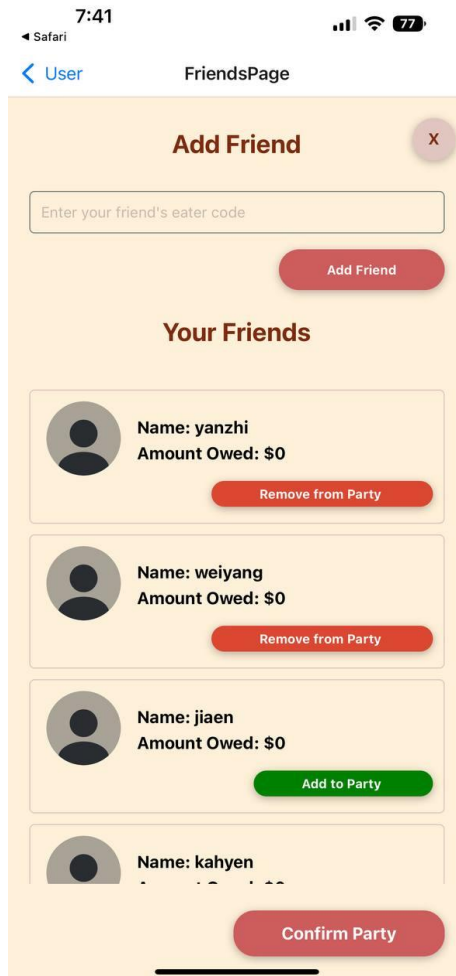 7:41
◄ Safari
77
User
FriendsPage
Add Friend
X
Enter your friend's eater code
Add Friend
Your Friends
Name: yanzhi
Amount Owed: $0
Remove from Party
Name: weiyang
Amount Owed: $0
Remove from Party
Name: jiaen
Amount Owed: $0
Add to Party
Name: kahyen
Confirm Party